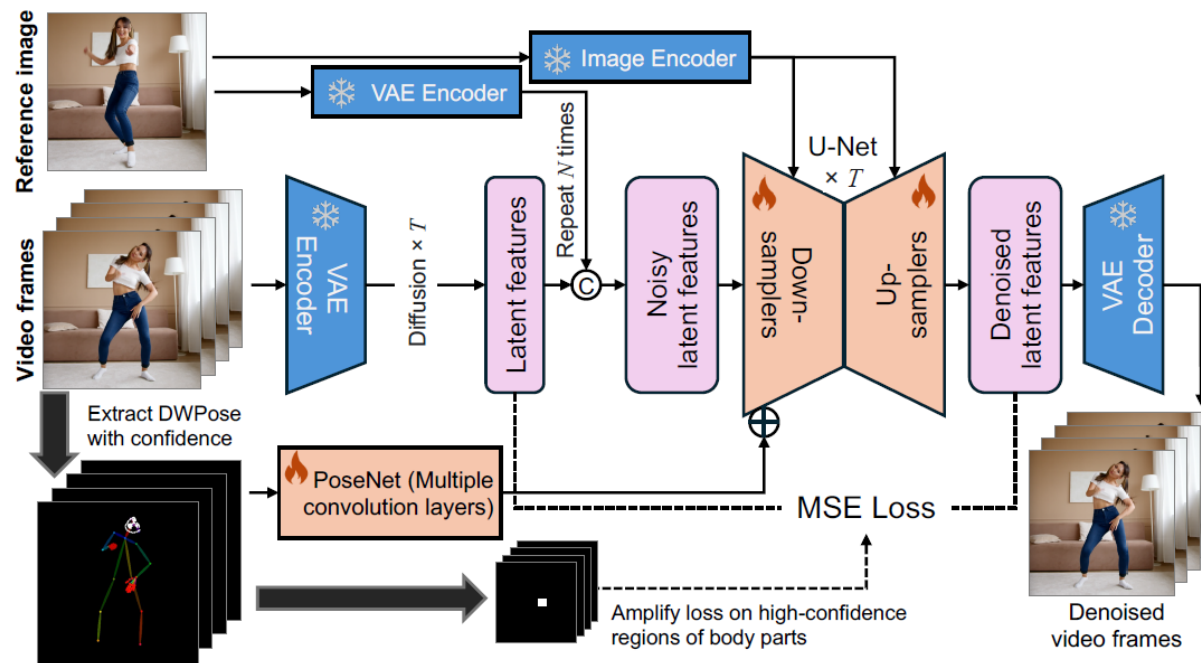 Reference image
Image Encoder
VAE Encoder
Repeat N times
U-Net
× T
Video frames
VAE
Encoder
Diffusion × T
Latent features
C
Noisy
latent features
Down-
samplers
Up-
samplers
Denoised
latent features
VAE
Decoder
Extract DWPose
with confidence
PoseNet (Multiple
convolution layers)
MSE Loss
Amplify loss on high-confidence
regions of body parts
Denoised
video frames